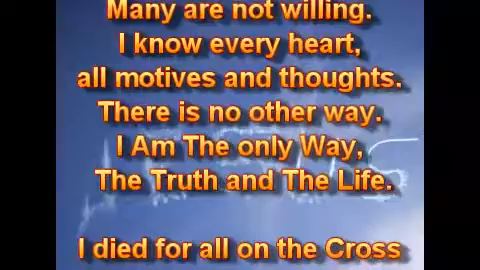 Many are not willing.
I know every heart,
all motives and thoughts.
There is no other way.
I Am The only Way,
The Truth and The Life.
I died for all on the Cross